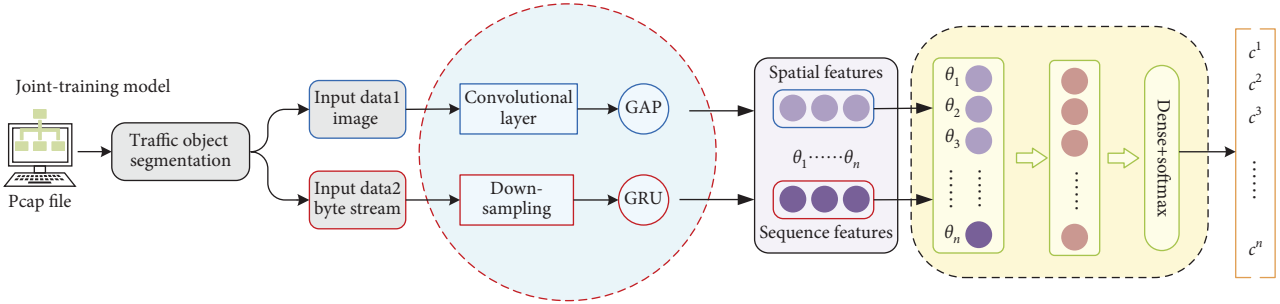 Joint-training model
Pcap file
Traffic object
segmentation
Input data1
image
Input data2
byte stream
Convolutional
layer
GAP
Down-
sampling
GRU
Spatial features
θ₁······θₙ
Sequence features
θ₁
θ₂
θ₃
······
······
θₙ
······
Dense+softmax
c¹
c²
c³
······
cⁿ